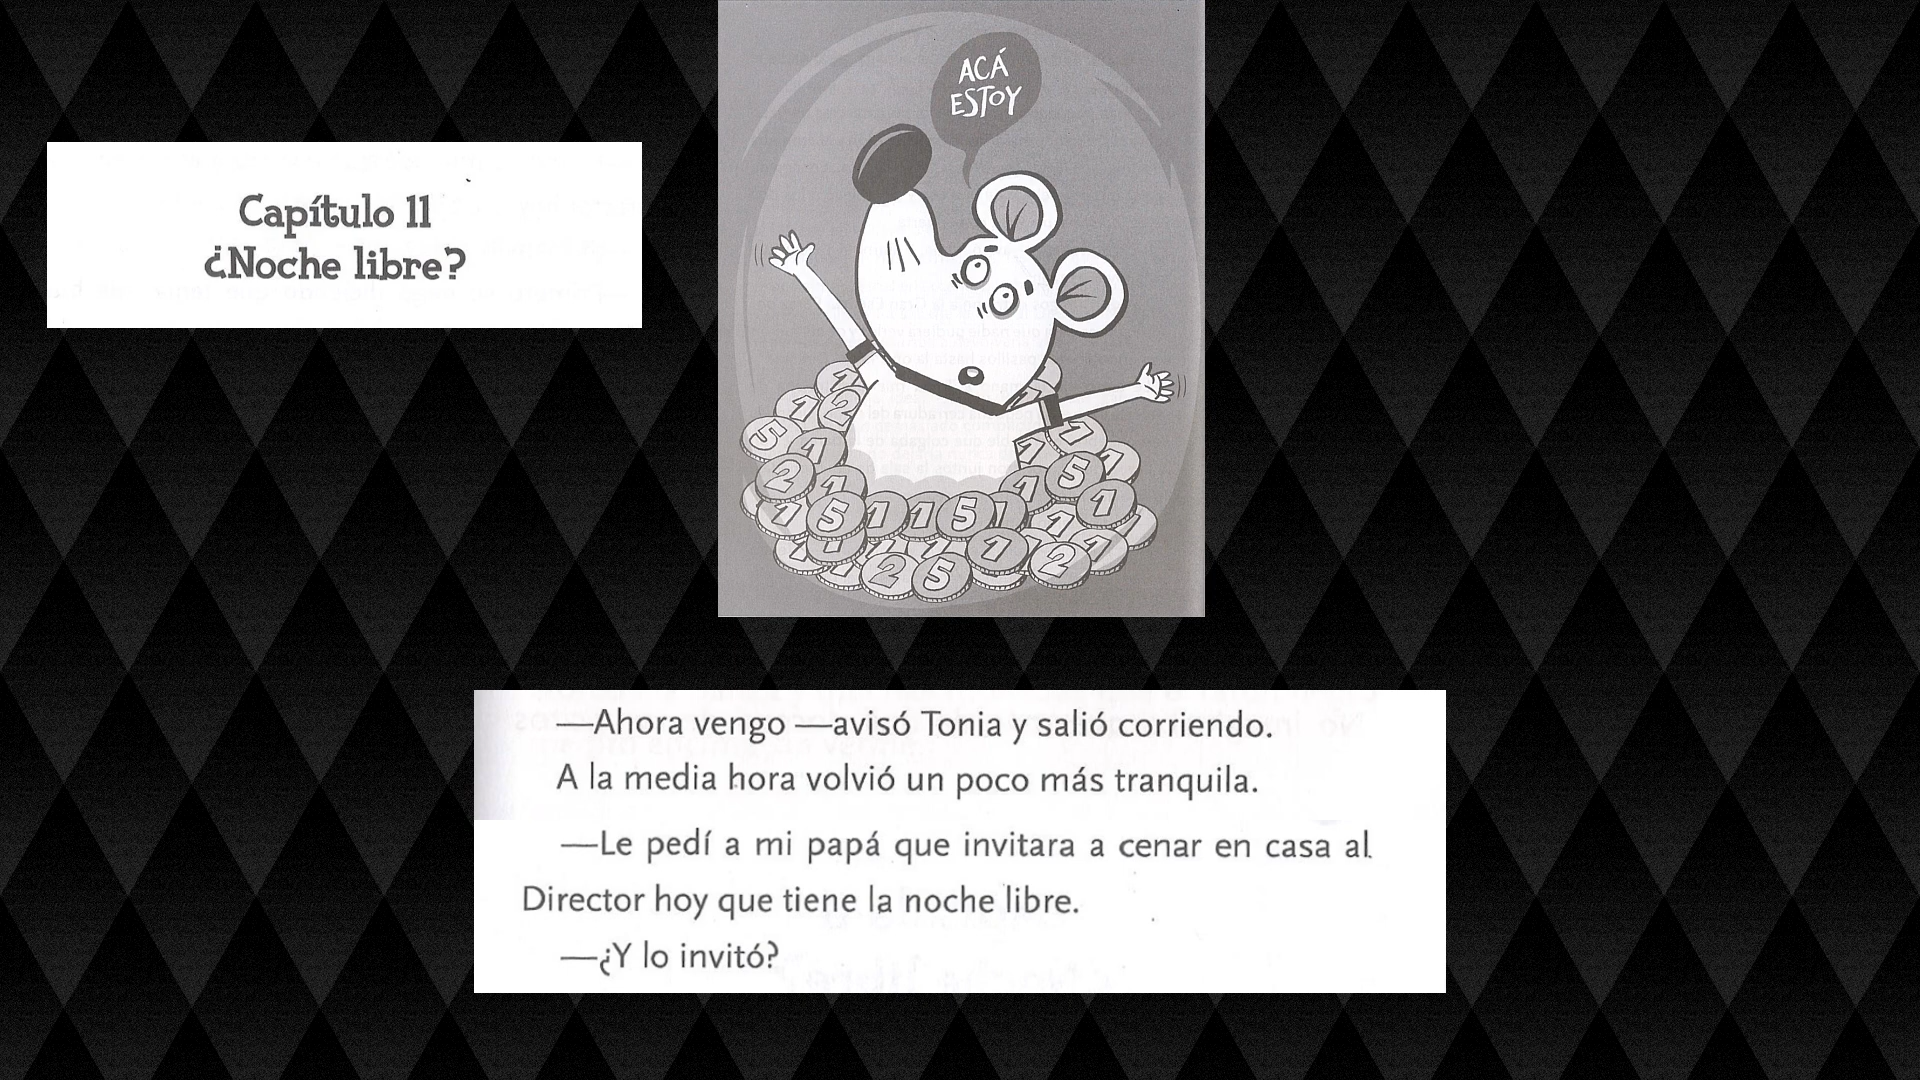 Capítulo 11
¿Noche libre?
ACÁ
ESTOY
—Ahora vengo —avisó Tonia y salió corriendo.
A la media hora volvió un poco más tranquila.
—Le pedí a mi papá que invitara a cenar en casa al
Director hoy que tiene la noche libre.
—¿Y lo invitó?